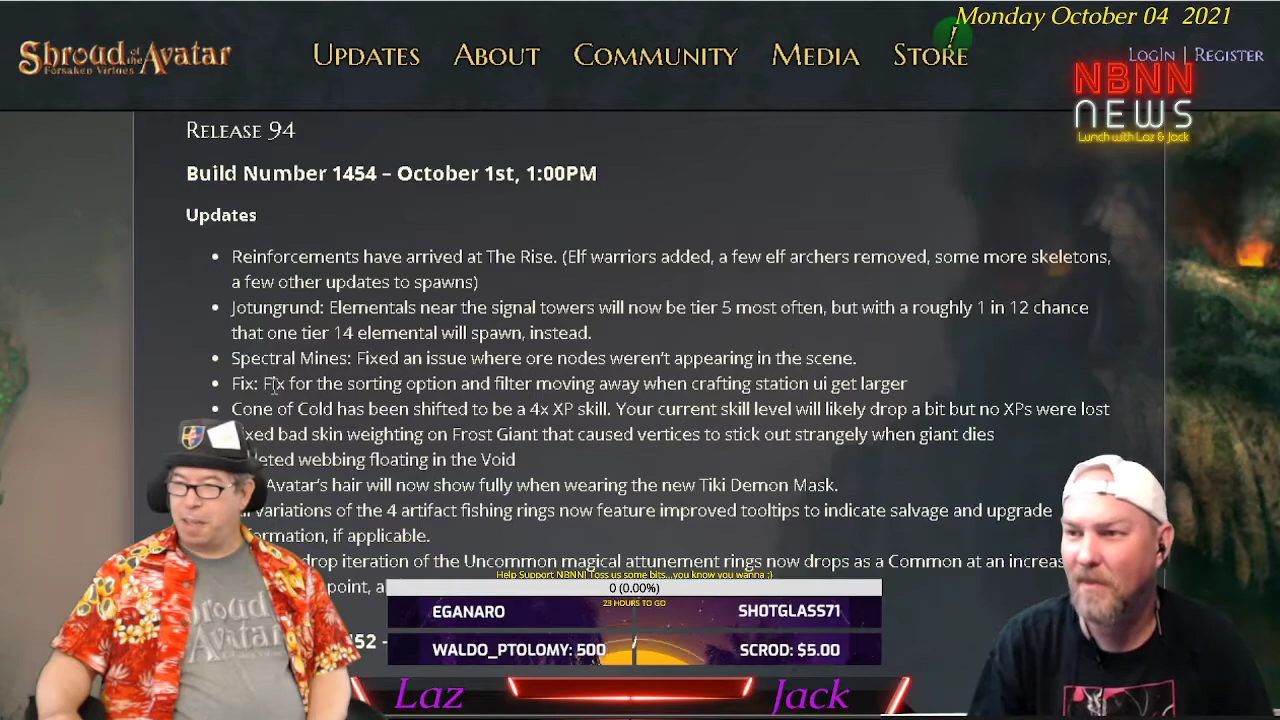 Monday October 04 2021
Shroud of the Avatar
Forsaken Virtues
Updates About Community Media Store
!
LogIn | Register
NBNN
NEWS
Lunch with Laz & Jack
Release 94
Build Number 1454 – October 1st, 1:00PM
Updates
Reinforcements have arrived at The Rise. (Elf warriors added, a few elf archers removed, some more skeletons,
a few other updates to spawns)
Jotungrund: Elementals near the signal towers will now be tier 5 most often, but with a roughly 1 in 12 chance
that one tier 14 elemental will spawn, instead.
Spectral Mines: Fixed an issue where ore nodes weren't appearing in the scene.
Fix: Fix for the sorting option and filter moving away when crafting station ui get larger
Cone of Cold has been shifted to be a 4x XP skill. Your current skill level will likely drop a bit but no XPs were lost
bad skin weighting on Frost Giant that caused vertices to stick out strangely when giant dies
webbing floating in the Void
Avatar's hair will now show fully when wearing the new Tiki Demon Mask.
variations of the 4 artifact fishing rings now feature improved tooltips to indicate salvage and upgrade
if applicable.
drop iteration of the Uncommon magical attunement rings now drops as a Common at an
point,
Help Support NBNN! Toss us some bits...you know you wanna :)
0 (0.00%)
23 HOURS TO GO
EGANARO SHOTGLASS71
WALDO_PTOLOMY: 500 SCROD: $5.00
Shroud
of the
Avatar
Laz Jack